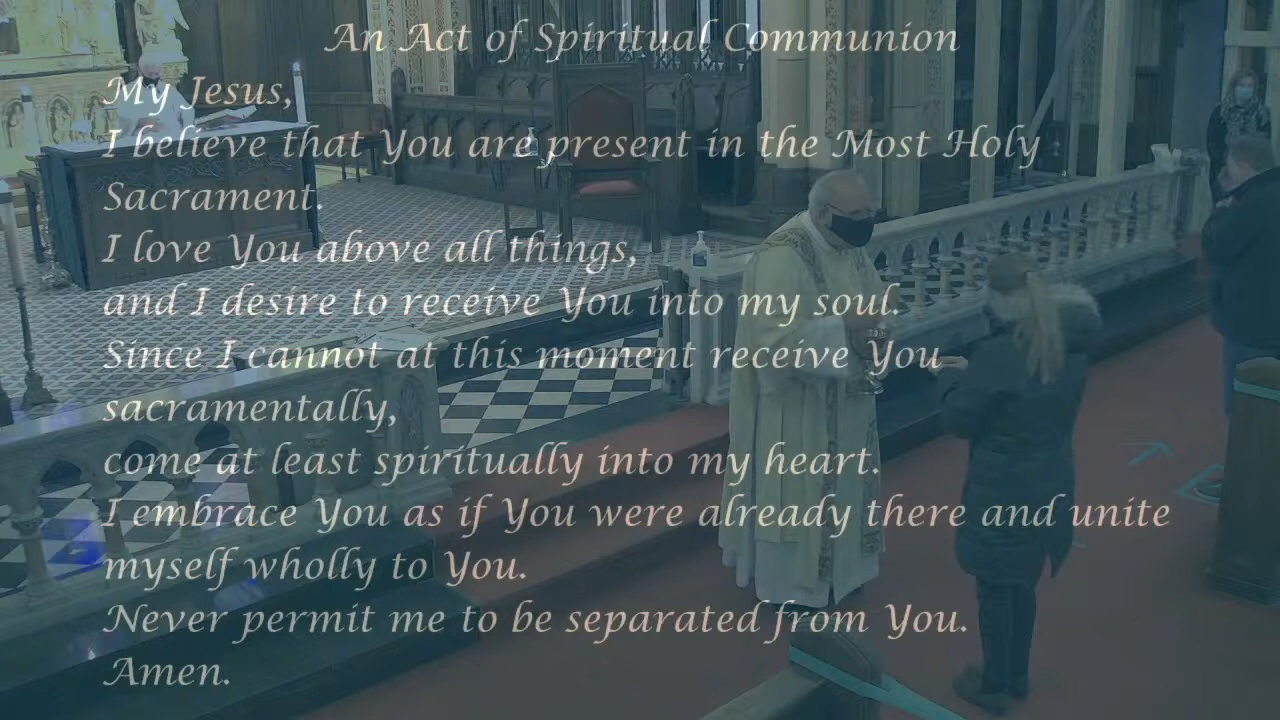 An Act of Spiritual Communion
My Jesus,
I believe that You are present in the Most Holy
Sacrament.
I love You above all things,
and I desire to receive You into my soul.
Since I cannot at this moment receive You
sacramentally,
come at least spiritually into my heart.
I embrace You as if You were already there and unite
myself wholly to You.
Never permit me to be separated from You.
Amen.